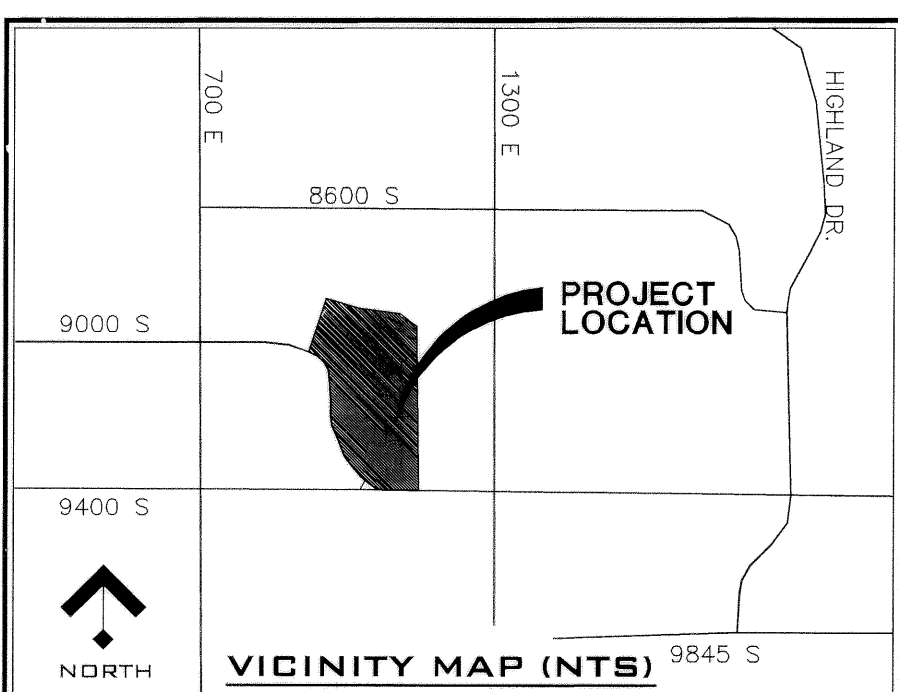 700 E
1300 E
HIGHLAND DR.
8600 S
PROJECT
LOCATION
9000 S
9400 S
NORTH
VICINITY MAP (NTS)
9845 S